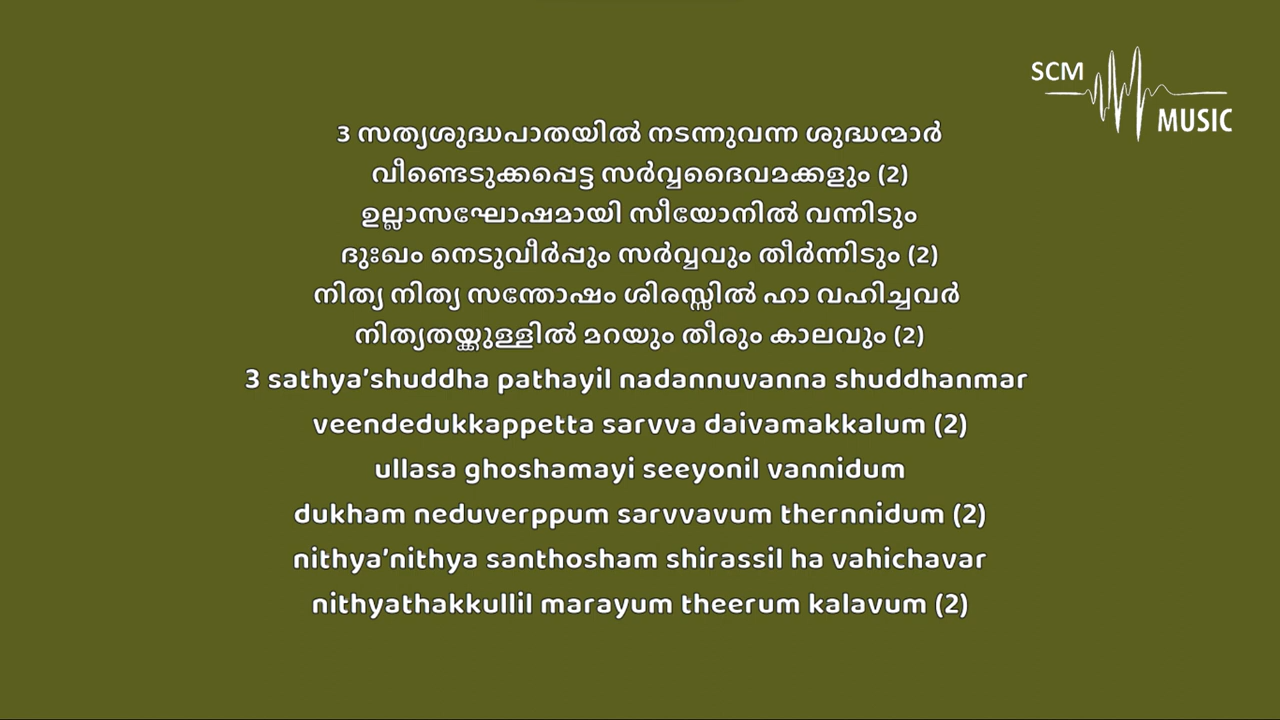 SCM
MUSIC
3 സത്യശുദ്ധപാതയിൽ നടന്നുവന്ന ശുദ്ധന്മാർ
വീണ്ടെടുക്കപ്പെട്ട സർവ്വദൈവമക്കളും (2)
ഉല്ലാസഘോഷമായി സീയോനിൽ വന്നിടും
ദുഃഖം നെടുവീർപ്പും സർവ്വവും തീർന്നിടും (2)
നിത്യ നിത്യ സന്തോഷം ശിരസ്സിൽ ഹാ വഹിച്ചവർ
നിത്യതയ്ക്കുള്ളിൽ മറയും തീരും കാലവും (2)
3 sathya’shuddha pathayil nadannuvanna shuddhanmar
veendedukkappetta sarvva daivamakkalum (2)
ullasa ghoshamayi seeyonil vannidum
dukham neduverppum sarvvavum thernnidum (2)
nithya’nithya santhosham shirassil ha vahichavar
nithyathakkullil marayum theerum kalavum (2)